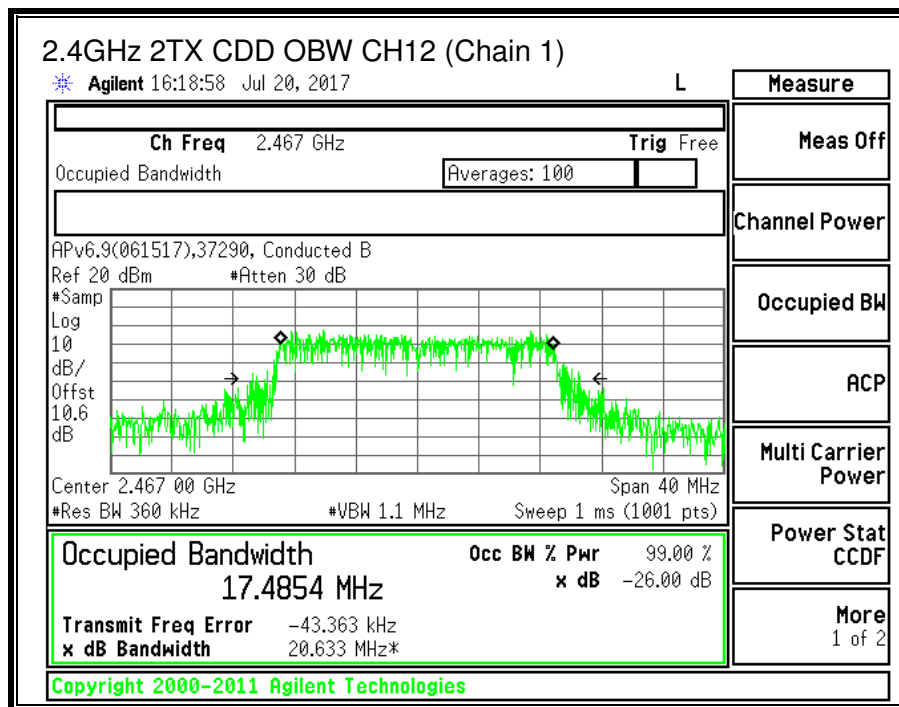 2.4GHz 2TX CDD OBW CH12 (Chain 1)
Agilent 16:18:58 Jul 20, 2017 L
Measure
Ch Freq 2.467 GHz Trig Free
Meas Off
Occupied Bandwidth Averages: 100
Channel Power
APv6.9(061517),37290, Conducted B
Ref 20 dBm #Atten 30 dB
#Samp
Log
10
dB/
Offst
10.6
dB
Occupied BW
ACP
Multi Carrier
Power
Center 2.467 00 GHz Span 40 MHz
#Res BW 360 kHz #VBW 1.1 MHz Sweep 1 ms (1001 pts)
Power Stat
CCDF
Occupied Bandwidth Occ BW % Pwr 99.00 %
17.4854 MHz x dB -26.00 dB
Transmit Freq Error -43.363 kHz
x dB Bandwidth 20.633 MHz*
More
1 of 2
Copyright 2000-2011 Agilent Technologies